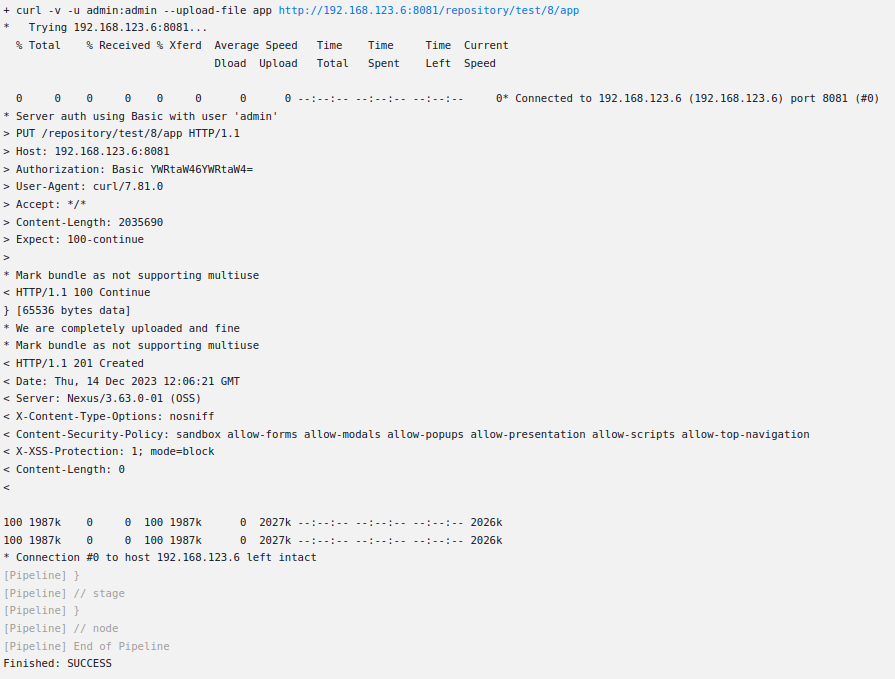 + curl -v -u admin:admin --upload-file app http://192.168.123.6:8081/repository/test/8/app
*   Trying 192.168.123.6:8081...
  % Total    % Received % Xferd  Average Speed   Time    Time     Time  Current
                                 Dload  Upload   Total   Spent    Left  Speed
  0     0    0     0    0     0      0      0 --:--:-- --:--:-- --:--:--     0* Connected to 192.168.123.6 (192.168.123.6) port 8081 (#0)
* Server auth using Basic with user 'admin'
> PUT /repository/test/8/app HTTP/1.1
> Host: 192.168.123.6:8081
> Authorization: Basic YWRtaW46YWRtaW4=
> User-Agent: curl/7.81.0
> Accept: */*
> Content-Length: 2035690
> Expect: 100-continue
>
* Mark bundle as not supporting multiuse
< HTTP/1.1 100 Continue
} [65536 bytes data]
* We are completely uploaded and fine
* Mark bundle as not supporting multiuse
< HTTP/1.1 201 Created
< Date: Thu, 14 Dec 2023 12:06:21 GMT
< Server: Nexus/3.63.0-01 (OSS)
< X-Content-Type-Options: nosniff
< Content-Security-Policy: sandbox allow-forms allow-modals allow-popups allow-presentation allow-scripts allow-top-navigation
< X-XSS-Protection: 1; mode=block
< Content-Length: 0
<
100 1987k    0     0  100 1987k      0  2027k --:--:-- --:--:-- --:--:-- 2026k
100 1987k    0     0  100 1987k      0  2027k --:--:-- --:--:-- --:--:-- 2026k
* Connection #0 to host 192.168.123.6 left intact
[Pipeline] }
[Pipeline] // stage
[Pipeline] }
[Pipeline] // node
[Pipeline] End of Pipeline
Finished: SUCCESS